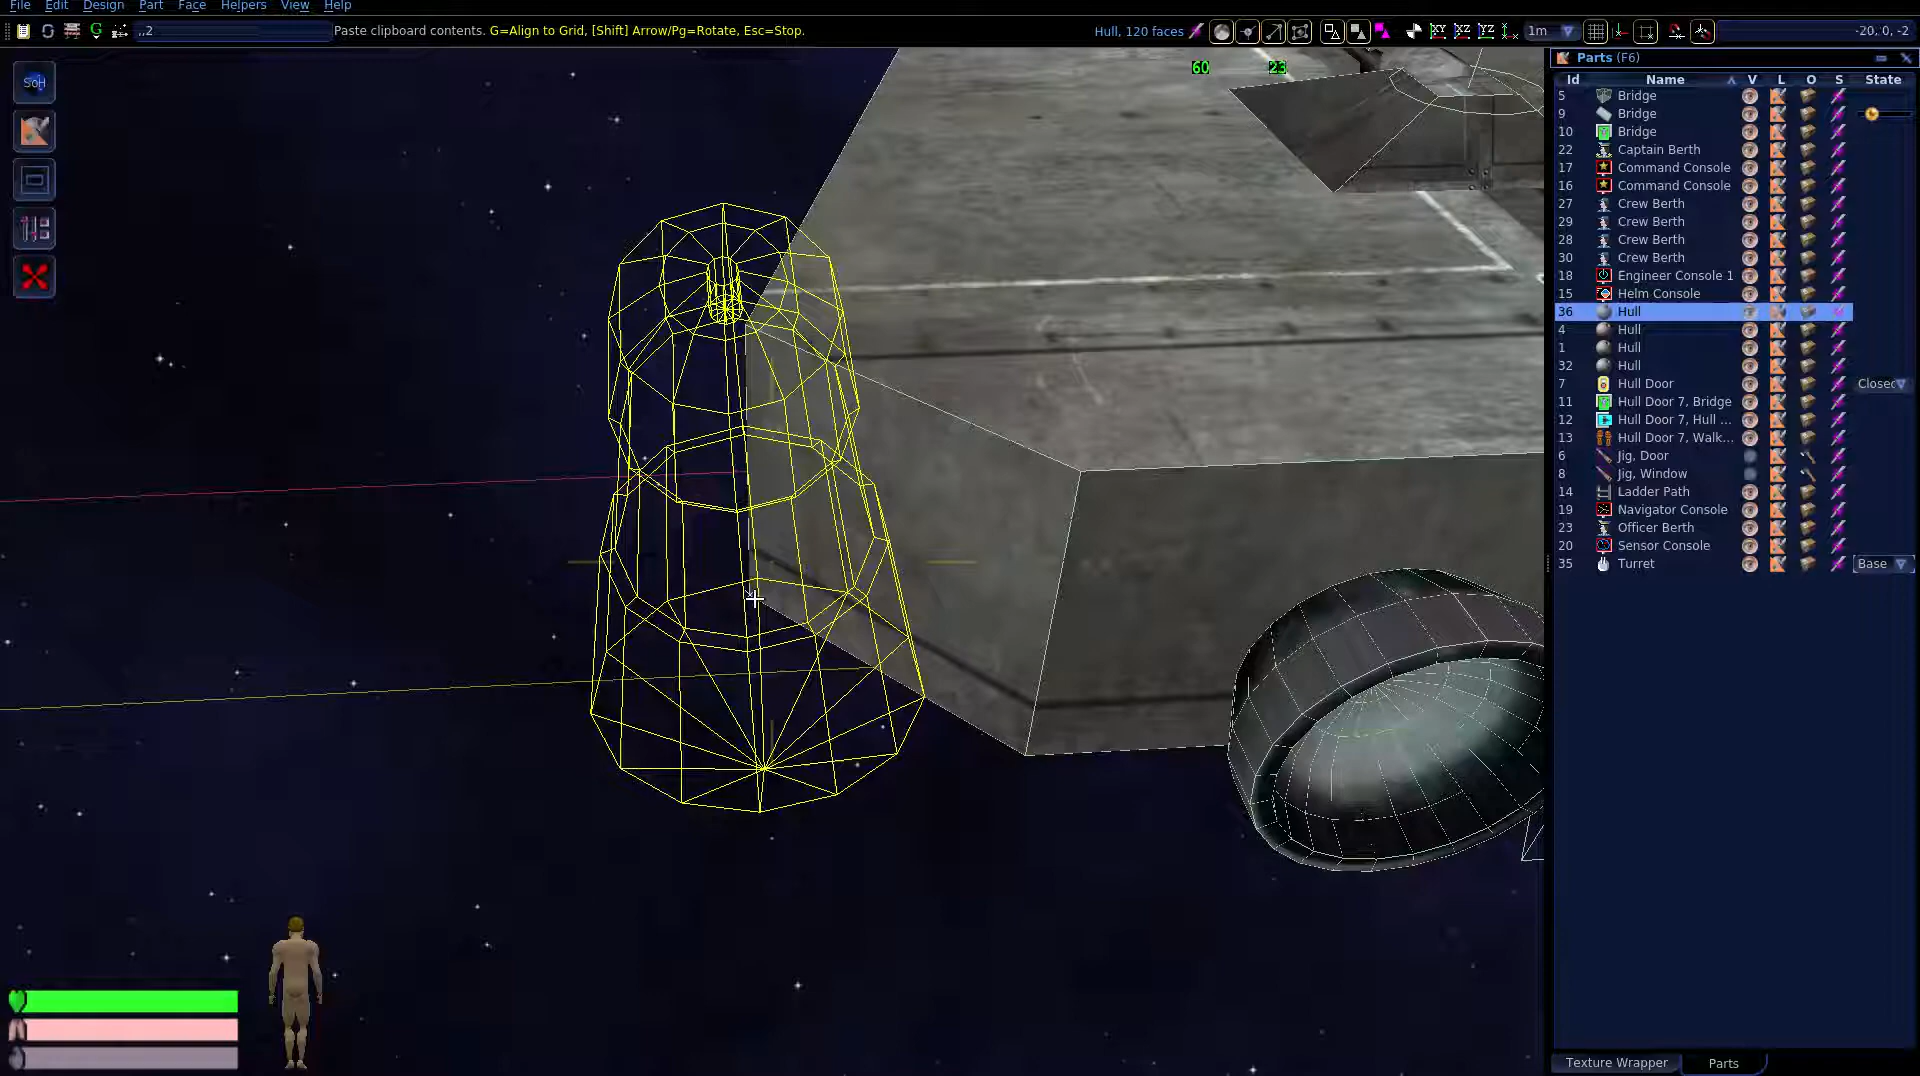 File Edit Design Part Face Helpers View Help
,,2 Paste clipboard contents. G=Align to Grid, [Shift] Arrow/Pg=Rotate, Esc=Stop. Hull, 120 faces XY XZ YZ 1m -20, 0, -2
SoH
60 23
Parts (F6)
Id Name V L O S State
5 Bridge
9 Bridge
10 Bridge
22 Captain Berth
17 Command Console
16 Command Console
27 Crew Berth
29 Crew Berth
28 Crew Berth
30 Crew Berth
18 Engineer Console 1
15 Helm Console
36 Hull
4 Hull
1 Hull
32 Hull
7 Hull Door Closed
11 Hull Door 7, Bridge
12 Hull Door 7, Hull ...
13 Hull Door 7, Walk...
6 Jig, Door
8 Jig, Window
14 Ladder Path
19 Navigator Console
23 Officer Berth
20 Sensor Console
35 Turret Base
Texture Wrapper Parts